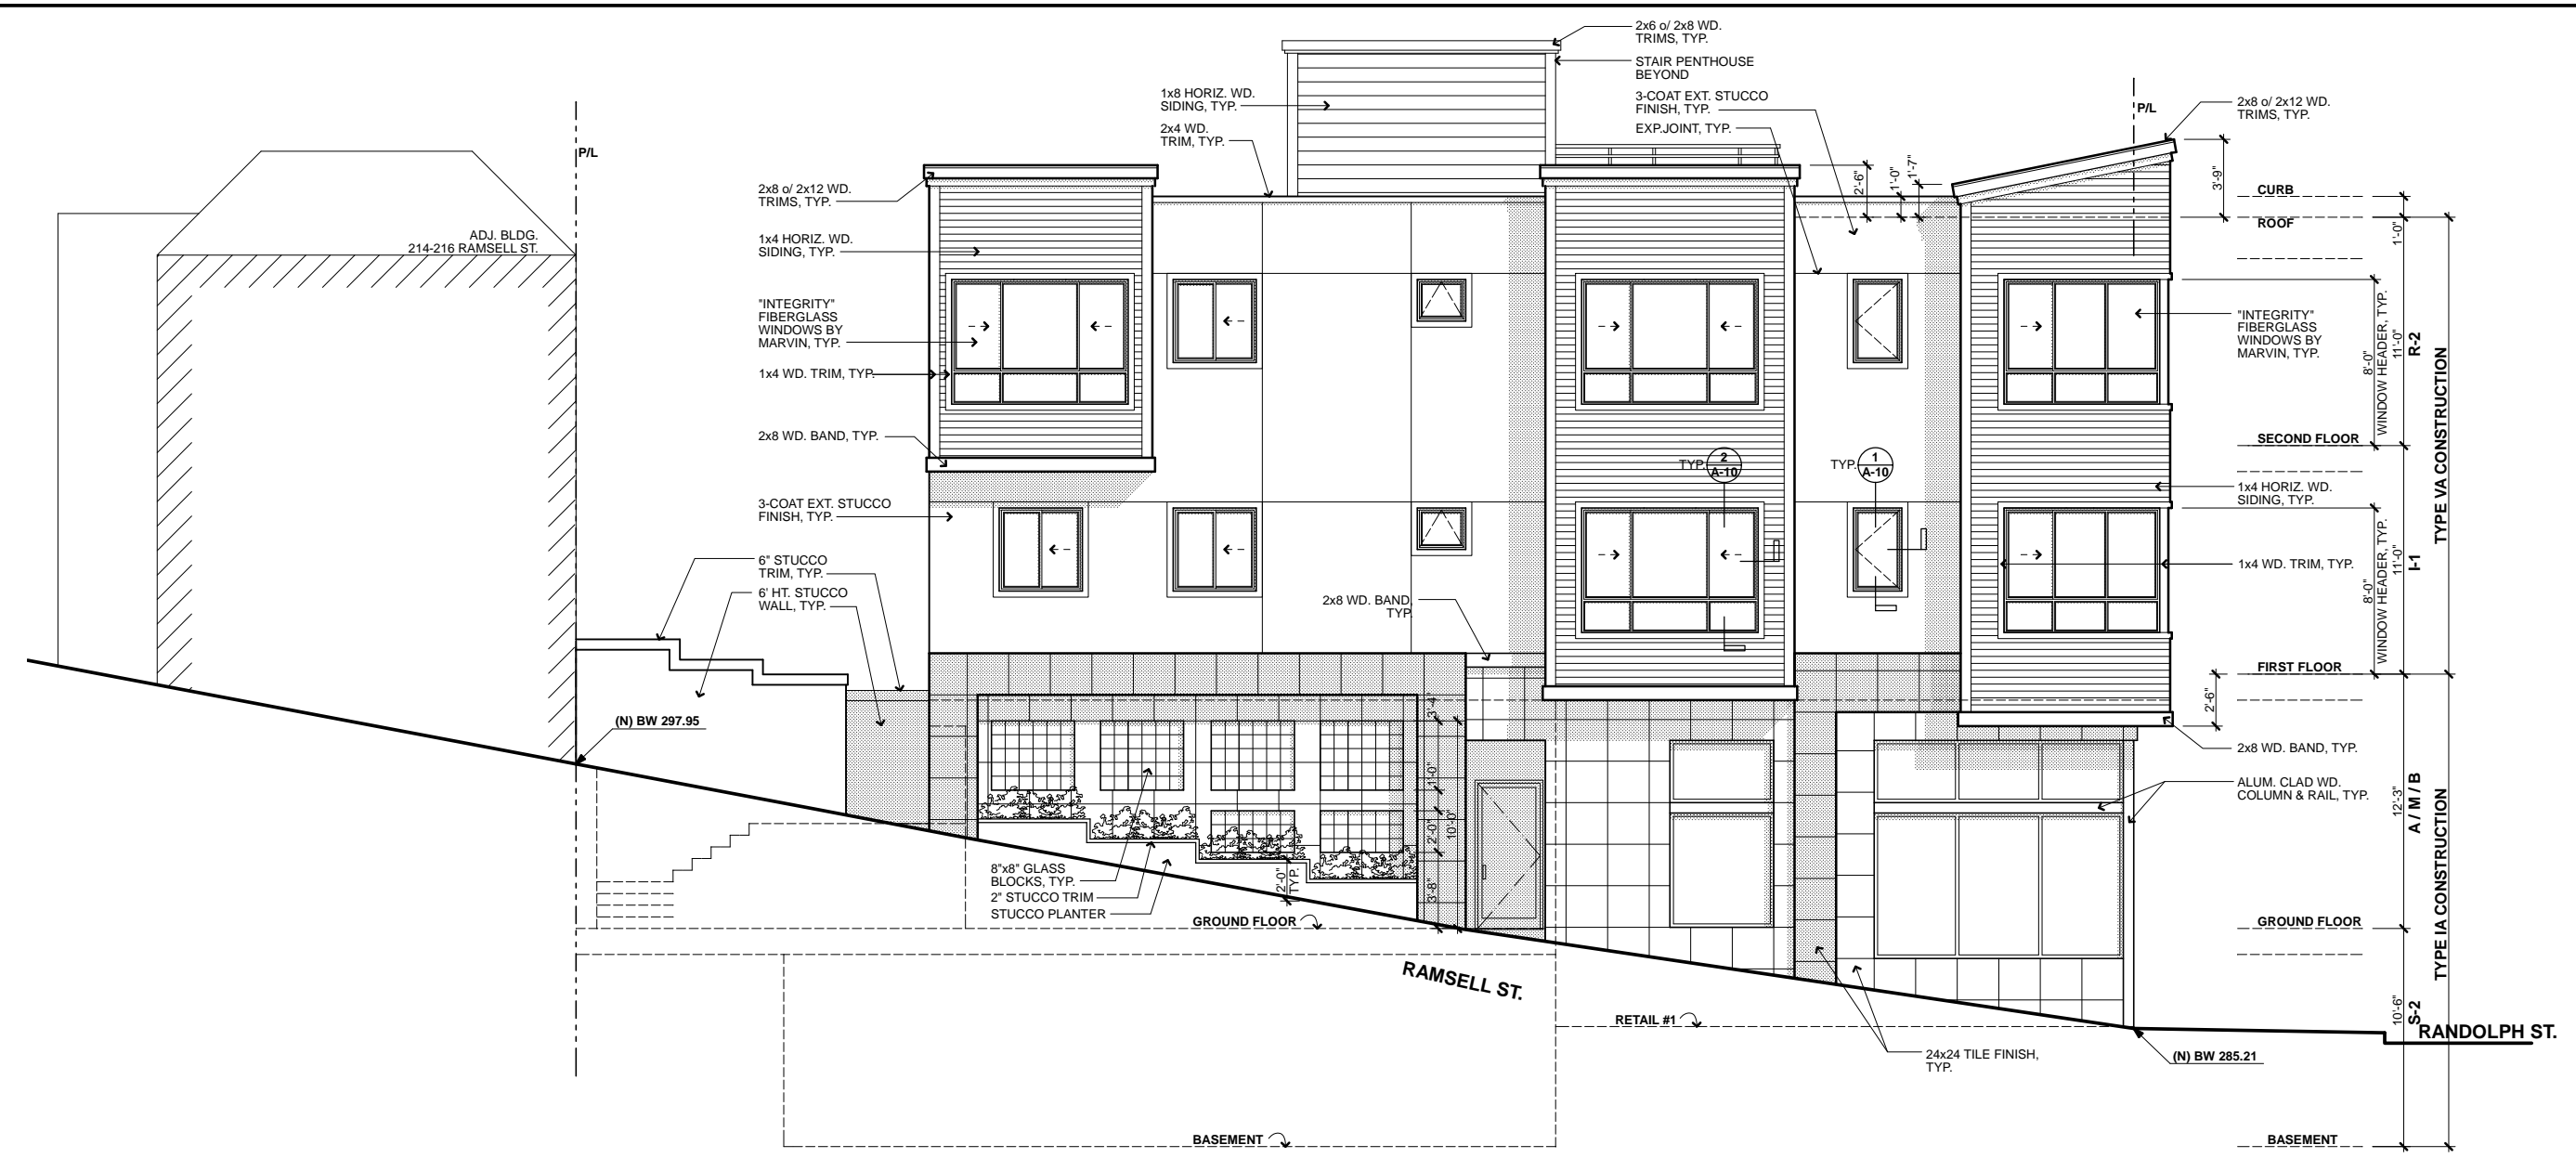 2x6 o/ 2x8 WD.
TRIMS, TYP.
STAIR PENTHOUSE
BEYOND
1x8 HORIZ. WD.
SIDING, TYP.
3-COAT EXT. STUCCO
FINISH, TYP.
2x4 WD.
TRIM, TYP.
EXP.JOINT, TYP.
P/L
2x8 o/ 2x12 WD.
TRIMS, TYP.
P/L
2x8 o/ 2x12 WD.
TRIMS, TYP.
2'-6"
1'-0"
1'-7"
3'-9"
CURB
ROOF
1'-0"
ADJ. BLDG.
214-216 RAMSELL ST.
1x4 HORIZ. WD.
SIDING, TYP.
"INTEGRITY"
FIBERGLASS
WINDOWS BY
MARVIN, TYP.
"INTEGRITY"
FIBERGLASS
WINDOWS BY
MARVIN, TYP.
8'-0"
WINDOW HEADER, TYP.
11'-0"
R-2
TYPE VA CONSTRUCTION
1x4 WD. TRIM, TYP.
2x8 WD. BAND, TYP.
SECOND FLOOR
TYP.
2
A-10
TYP.
1
A-10
1x4 HORIZ. WD.
SIDING, TYP.
3-COAT EXT. STUCCO
FINISH, TYP.
6" STUCCO
TRIM, TYP.
6' HT. STUCCO
WALL, TYP.
2x8 WD. BAND,
TYP.
1x4 WD. TRIM, TYP.
8'-0"
WINDOW HEADER, TYP.
11'-0"
I-1
FIRST FLOOR
2'-6"
(N) BW 297.95
3'-4"
1'-0"
2'-0"
10'-0"
3'-8"
2x8 WD. BAND, TYP.
ALUM. CLAD WD.
COLUMN & RAIL, TYP.
12'-3"
A / M / B
TYPE IA CONSTRUCTION
8"x8" GLASS
BLOCKS, TYP.
2" STUCCO TRIM
STUCCO PLANTER
2'-0"
TYP.
GROUND FLOOR
GROUND FLOOR
RAMSELL ST.
RETAIL #1
10'-6"
S-2
RANDOLPH ST.
24x24 TILE FINISH,
TYP.
(N) BW 285.21
BASEMENT
BASEMENT